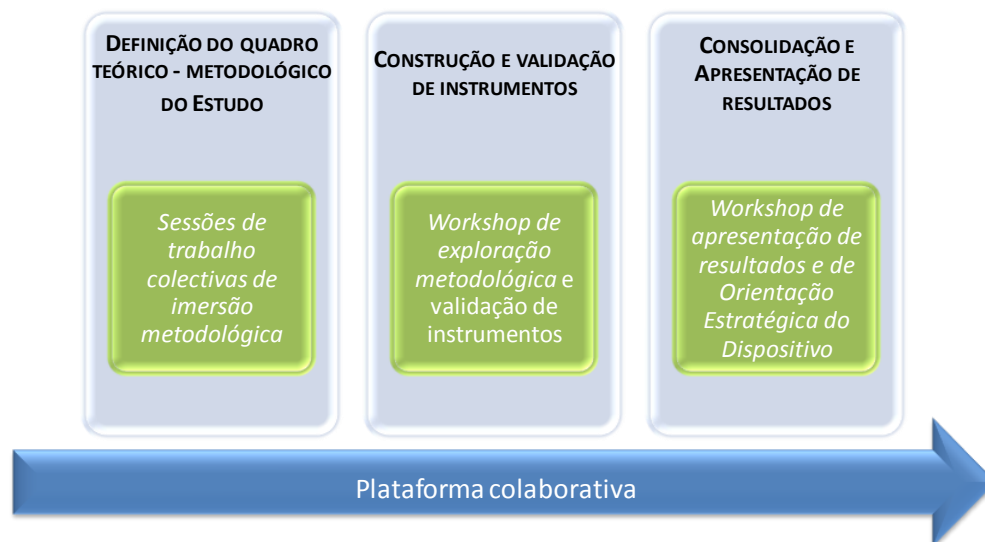 DEFINIÇÃO DO QUADRO
TEÓRICO - METODOLÓGICO
DO ESTUDO
Sessões de
trabalho
colectivas de
imersão
metodológica
CONSTRUÇÃO E VALIDAÇÃO
DE INSTRUMENTOS
Workshop de
exploração
metodológica e
validação de
instrumentos
CONSOLIDAÇÃO E
APRESENTAÇÃO DE
RESULTADOS
Workshop de
apresentação de
resultados e de
Orientação
Estratégica do
Dispositivo
Plataforma colaborativa